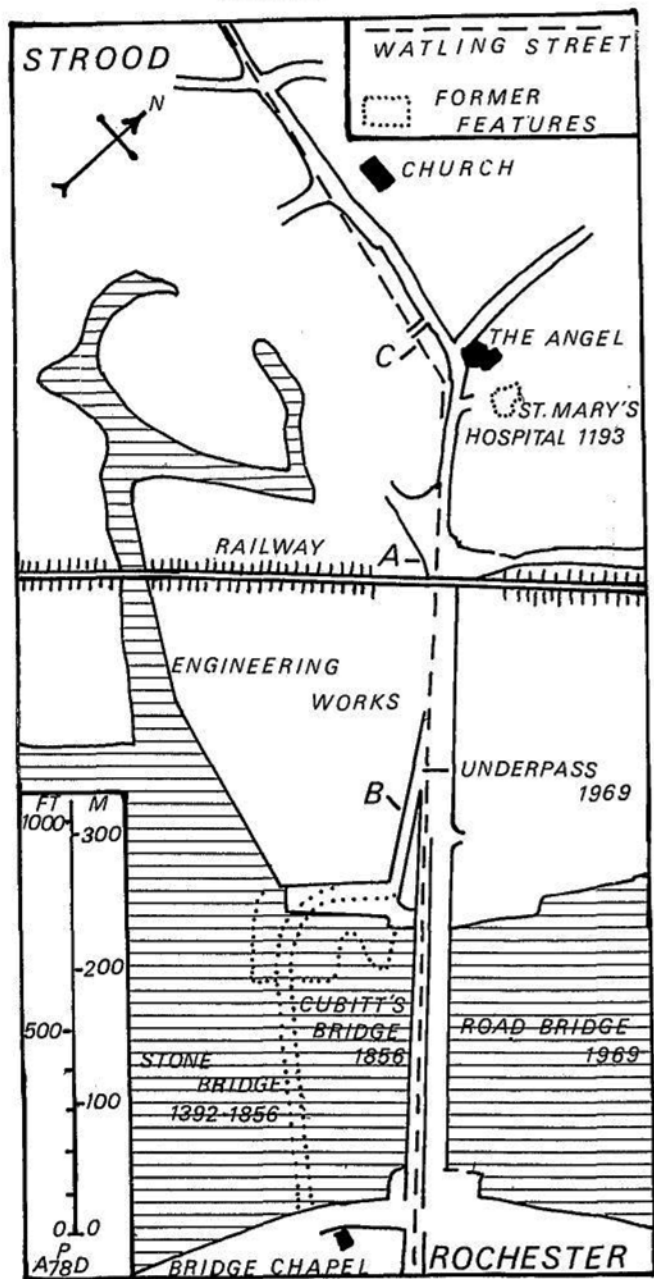 STROOD
WATLING STREET
FORMER
FEATURES
N
CHURCH
THE ANGEL
C
ST. MARY'S
HOSPITAL 1193
RAILWAY
A
ENGINEERING
WORKS
UNDERPASS
1969
B
FT M
1000
300
200
500
100
0 0
CUBITT'S
BRIDGE
1856
ROAD BRIDGE
1969
STONE
BRIDGE
1392-1856
P
A78D
BRIDGE CHAPEL
ROCHESTER